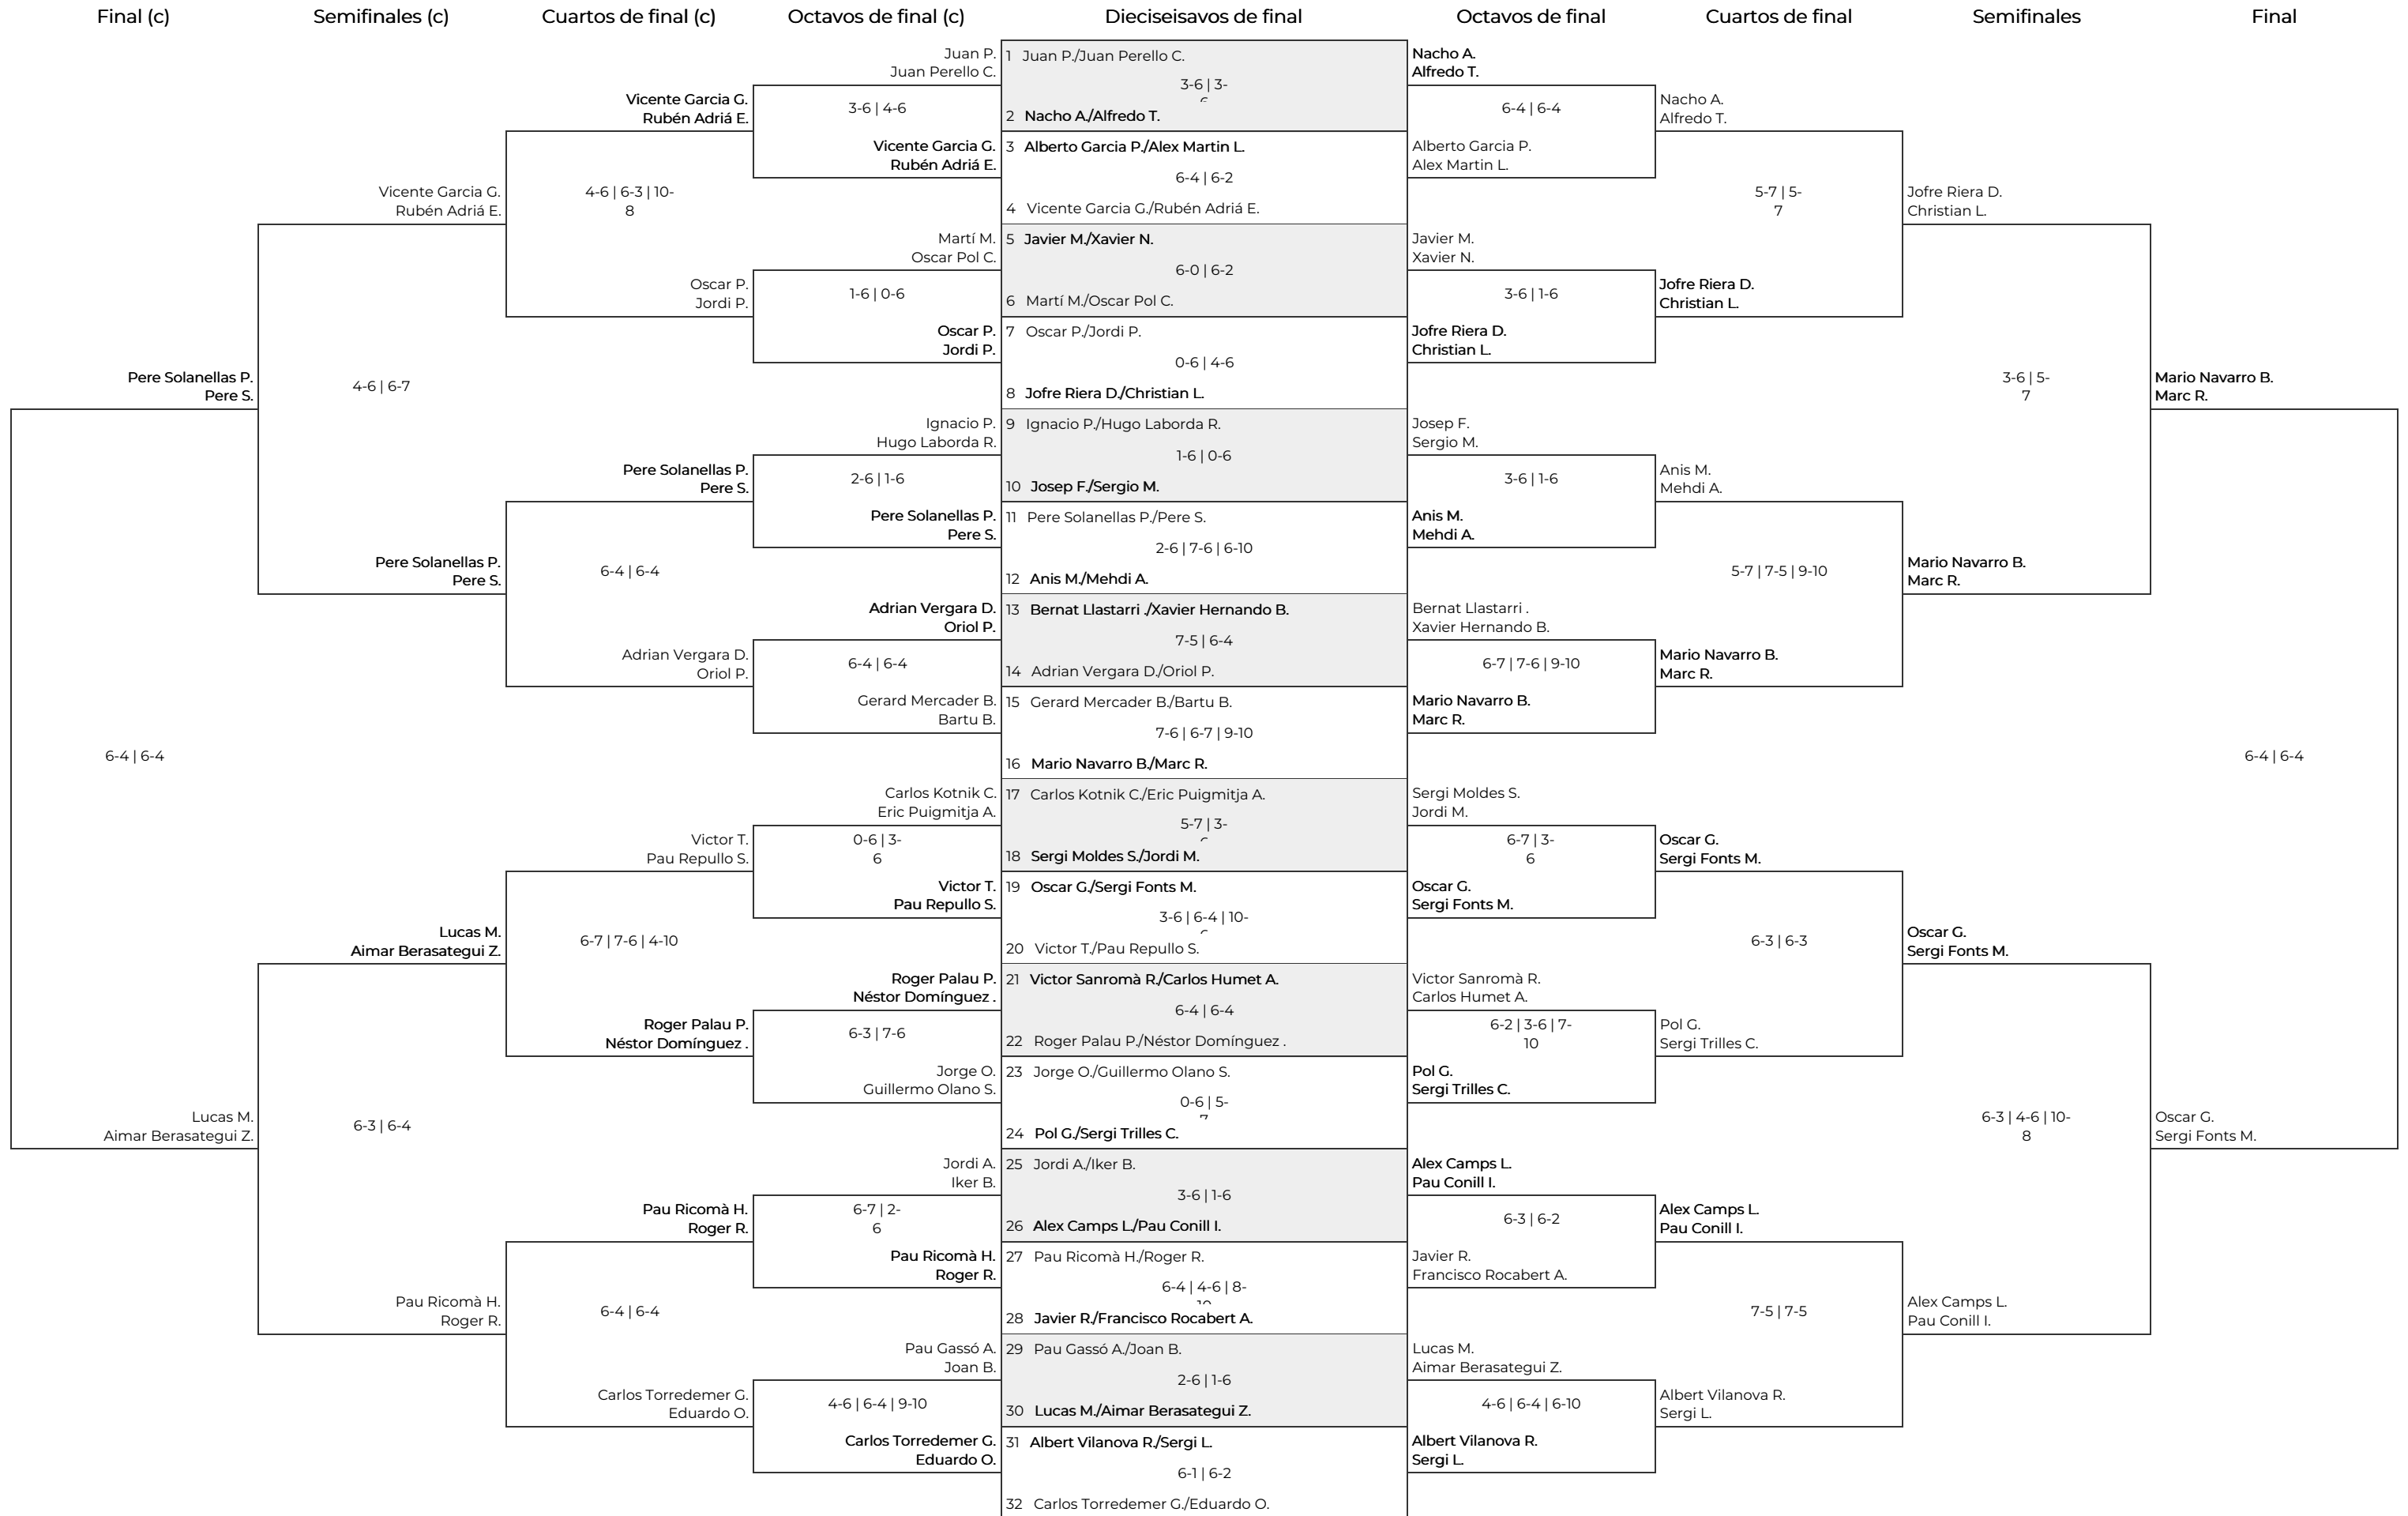 Final (c)
Semifinales (c)
Cuartos de final (c)
Octavos de final (c)
Dieciseisavos de final
Octavos de final
Cuartos de final
Semifinales
Final
Pere Solanellas P.
Pere S.
6-4 | 6-4
Lucas M.
Aimar Berasategui Z.
Vicente Garcia G.
Rubén Adriá E.
4-6 | 6-7
Pere Solanellas P.
Pere S.
Lucas M.
Aimar Berasategui Z.
6-3 | 6-4
Pau Ricomà H.
Roger R.
Vicente Garcia G.
Rubén Adriá E.
4-6 | 6-3 | 10-
8
Oscar P.
Jordi P.
Pere Solanellas P.
Pere S.
6-4 | 6-4
Adrian Vergara D.
Oriol P.
Victor T.
Pau Repullo S.
6-7 | 7-6 | 4-10
Roger Palau P.
Néstor Domínguez .
Pau Ricomà H.
Roger R.
6-4 | 6-4
Carlos Torredemer G.
Eduardo O.
Juan P.
Juan Perello C.
3-6 | 4-6
Vicente Garcia G.
Rubén Adriá E.
Martí M.
Oscar Pol C.
1-6 | 0-6
Oscar P.
Jordi P.
Ignacio P.
Hugo Laborda R.
2-6 | 1-6
Pere Solanellas P.
Pere S.
Adrian Vergara D.
Oriol P.
6-4 | 6-4
Gerard Mercader B.
Bartu B.
Carlos Kotnik C.
Eric Puigmitja A.
0-6 | 3-
6
Victor T.
Pau Repullo S.
Roger Palau P.
Néstor Domínguez .
6-3 | 7-6
Jorge O.
Guillermo Olano S.
Jordi A.
Iker B.
6-7 | 2-
6
Pau Ricomà H.
Roger R.
Pau Gassó A.
Joan B.
4-6 | 6-4 | 9-10
Carlos Torredemer G.
Eduardo O.
1 Juan P./Juan Perello C.
3-6 | 3-
2 Nacho A./Alfredo T.
3 Alberto Garcia P./Alex Martin L.
6-4 | 6-2
4 Vicente Garcia G./Rubén Adriá E.
5 Javier M./Xavier N.
6-0 | 6-2
6 Martí M./Oscar Pol C.
7 Oscar P./Jordi P.
0-6 | 4-6
8 Jofre Riera D./Christian L.
9 Ignacio P./Hugo Laborda R.
1-6 | 0-6
10 Josep F./Sergio M.
11 Pere Solanellas P./Pere S.
2-6 | 7-6 | 6-10
12 Anis M./Mehdi A.
13 Bernat Llastarri ./Xavier Hernando B.
7-5 | 6-4
14 Adrian Vergara D./Oriol P.
15 Gerard Mercader B./Bartu B.
7-6 | 6-7 | 9-10
16 Mario Navarro B./Marc R.
17 Carlos Kotnik C./Eric Puigmitja A.
5-7 | 3-
18 Sergi Moldes S./Jordi M.
19 Oscar G./Sergi Fonts M.
3-6 | 6-4 | 10-
20 Victor T./Pau Repullo S.
21 Victor Sanromà R./Carlos Humet A.
6-4 | 6-4
22 Roger Palau P./Néstor Domínguez .
23 Jorge O./Guillermo Olano S.
0-6 | 5-
24 Pol G./Sergi Trilles C.
25 Jordi A./Iker B.
3-6 | 1-6
26 Alex Camps L./Pau Conill I.
27 Pau Ricomà H./Roger R.
6-4 | 4-6 | 8-
28 Javier R./Francisco Rocabert A.
29 Pau Gassó A./Joan B.
2-6 | 1-6
30 Lucas M./Aimar Berasategui Z.
31 Albert Vilanova R./Sergi L.
6-1 | 6-2
32 Carlos Torredemer G./Eduardo O.
Nacho A.
Alfredo T.
6-4 | 6-4
Alberto Garcia P.
Alex Martin L.
Javier M.
Xavier N.
3-6 | 1-6
Jofre Riera D.
Christian L.
Josep F.
Sergio M.
3-6 | 1-6
Anis M.
Mehdi A.
Bernat Llastarri .
Xavier Hernando B.
6-7 | 7-6 | 9-10
Mario Navarro B.
Marc R.
Sergi Moldes S.
Jordi M.
6-7 | 3-
6
Oscar G.
Sergi Fonts M.
Victor Sanromà R.
Carlos Humet A.
6-2 | 3-6 | 7-
10
Pol G.
Sergi Trilles C.
Alex Camps L.
Pau Conill I.
6-3 | 6-2
Javier R.
Francisco Rocabert A.
Lucas M.
Aimar Berasategui Z.
4-6 | 6-4 | 6-10
Albert Vilanova R.
Sergi L.
Nacho A.
Alfredo T.
5-7 | 5-
7
Jofre Riera D.
Christian L.
Anis M.
Mehdi A.
5-7 | 7-5 | 9-10
Mario Navarro B.
Marc R.
Oscar G.
Sergi Fonts M.
6-3 | 6-3
Pol G.
Sergi Trilles C.
Alex Camps L.
Pau Conill I.
7-5 | 7-5
Albert Vilanova R.
Sergi L.
Jofre Riera D.
Christian L.
3-6 | 5-
7
Mario Navarro B.
Marc R.
Oscar G.
Sergi Fonts M.
6-3 | 4-6 | 10-
8
Alex Camps L.
Pau Conill I.
Mario Navarro B.
Marc R.
6-4 | 6-4
Oscar G.
Sergi Fonts M.